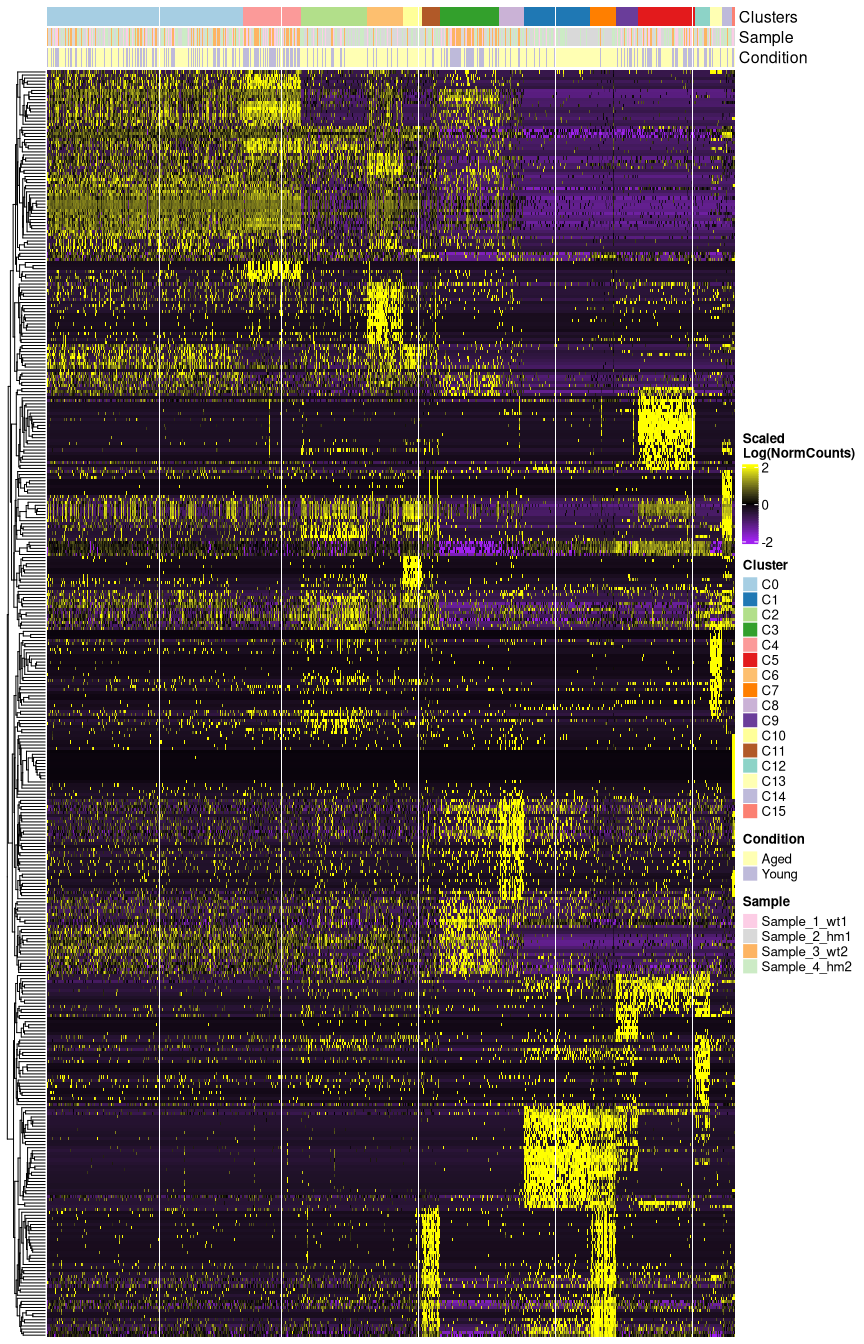 Clusters
Sample
Condition
Scaled
Log(NormCounts)
2
0
-2
Cluster
C0
C1
C2
C3
C4
C5
C6
C7
C8
C9
C10
C11
C12
C13
C14
C15
Condition
Aged
Young
Sample
Sample_1_wt1
Sample_2_hm1
Sample_3_wt2
Sample_4_hm2